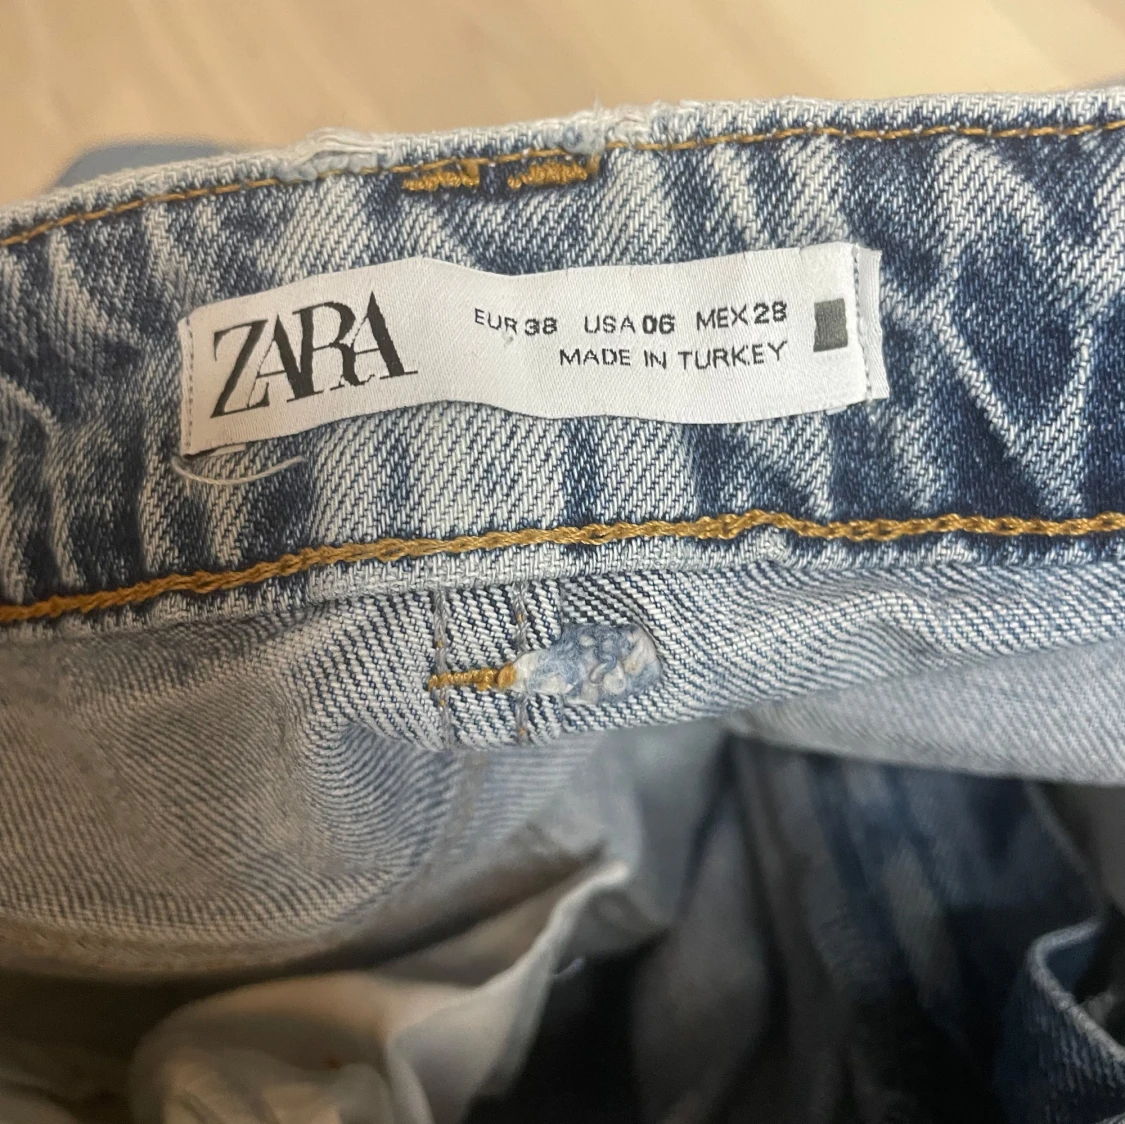 ZARA
EUR 38 USA 06 MEX 28
MADE IN TURKEY